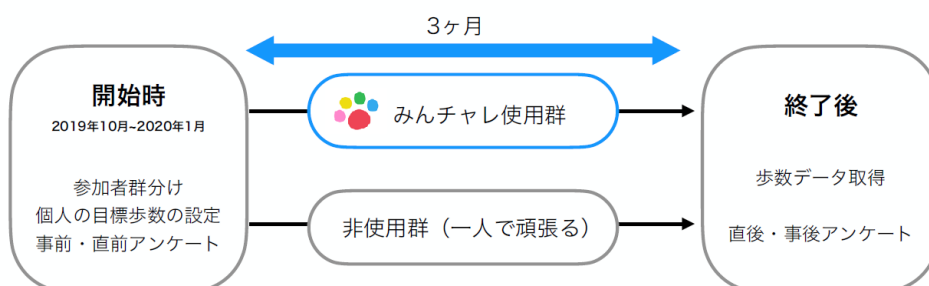 3ヶ月
開始時
2019年10月~2020年1月
参加者群分け
個人の目標歩数の設定
事前・直前アンケート
みんチャレ使用群
非使用群（一人で頑張る）
終了後
歩数データ取得
直後・事後アンケート